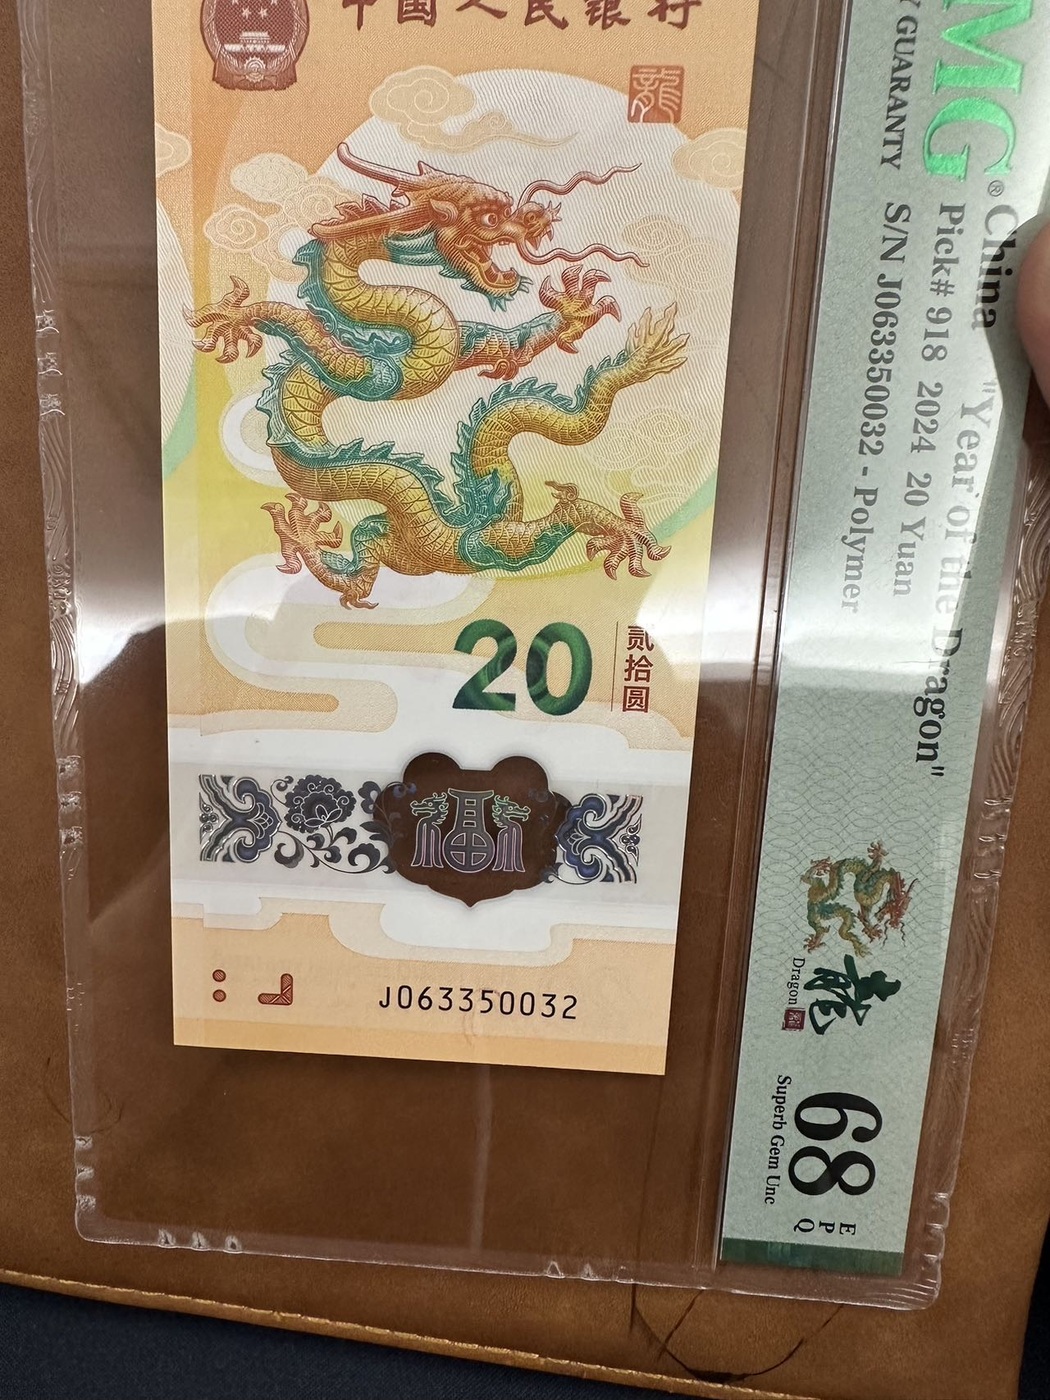 中国人民银行
龍
20
贰拾圆
J063350032
MG®
Y GUARANTY
China "Year of the Dragon"
Pick# 918 2024 20 Yuan
S/N J063350032 - Polymer
龍
Dragon
68
EPQ
Superb Gem Unc